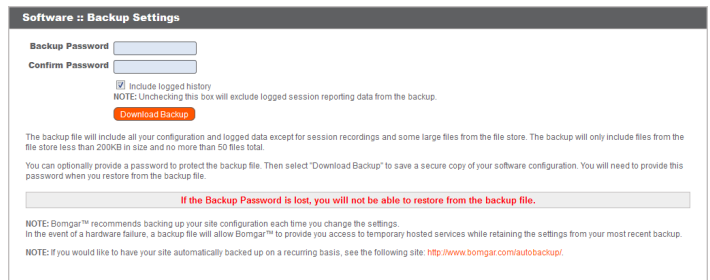 Software :: Backup Settings
Backup Password
Confirm Password
Include logged history
NOTE: Unchecking this box will exclude logged session reporting data from the backup.
Download Backup
The backup file will include all your configuration and logged data except for session recordings and some large files from the file store. The backup will only include files from the
file store less than 200KB in size and no more than 50 files total.
You can optionally provide a password to protect the backup file. Then select "Download Backup" to save a secure copy of your software configuration. You will need to provide this
password when you restore from the backup file.
If the Backup Password is lost, you will not be able to restore from the backup file.
NOTE: Bomgar™ recommends backing up your site configuration each time you change the settings.
In the event of a hardware failure, a backup file will allow Bomgar™ to provide you access to temporary hosted services while retaining the settings from your most recent backup.
NOTE: If you would like to have your site automatically backed up on a recurring basis, see the following site: http://www.bomgar.com/autobackup/.